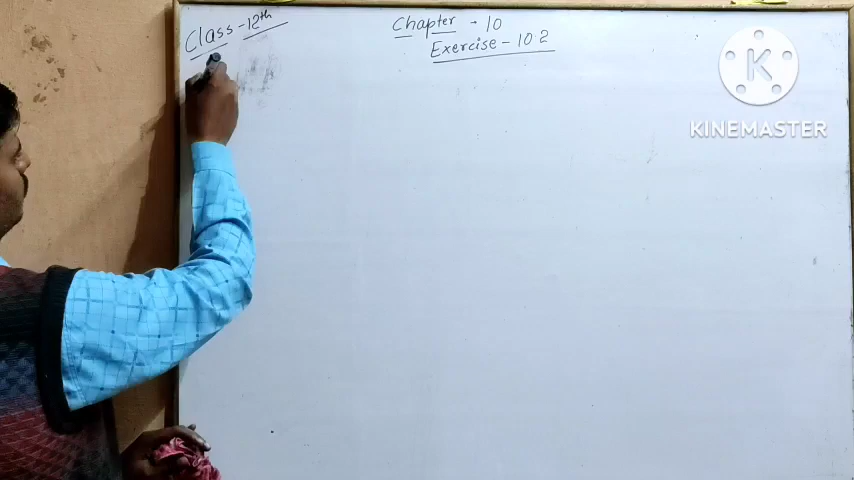 Class - 12th
Chapter - 10
Exercise - 10.2
K
KINEMASTER